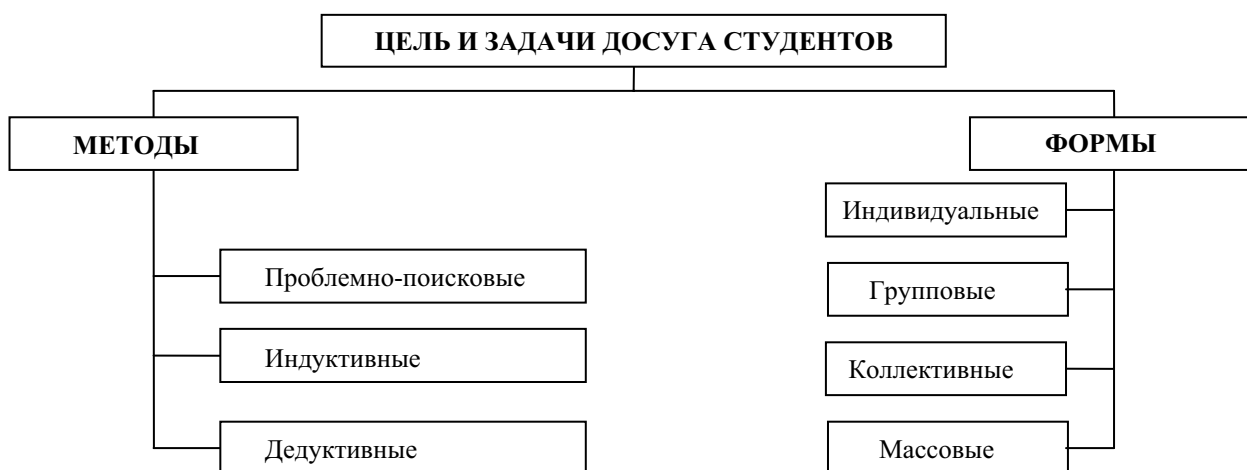 ЦЕЛЬ И ЗАДАЧИ ДОСУГА СТУДЕНТОВ
МЕТОДЫ
Проблемно-поисковые
Индуктивные
Дедуктивные
ФОРМЫ
Индивидуальные
Групповые
Коллективные
Массовые